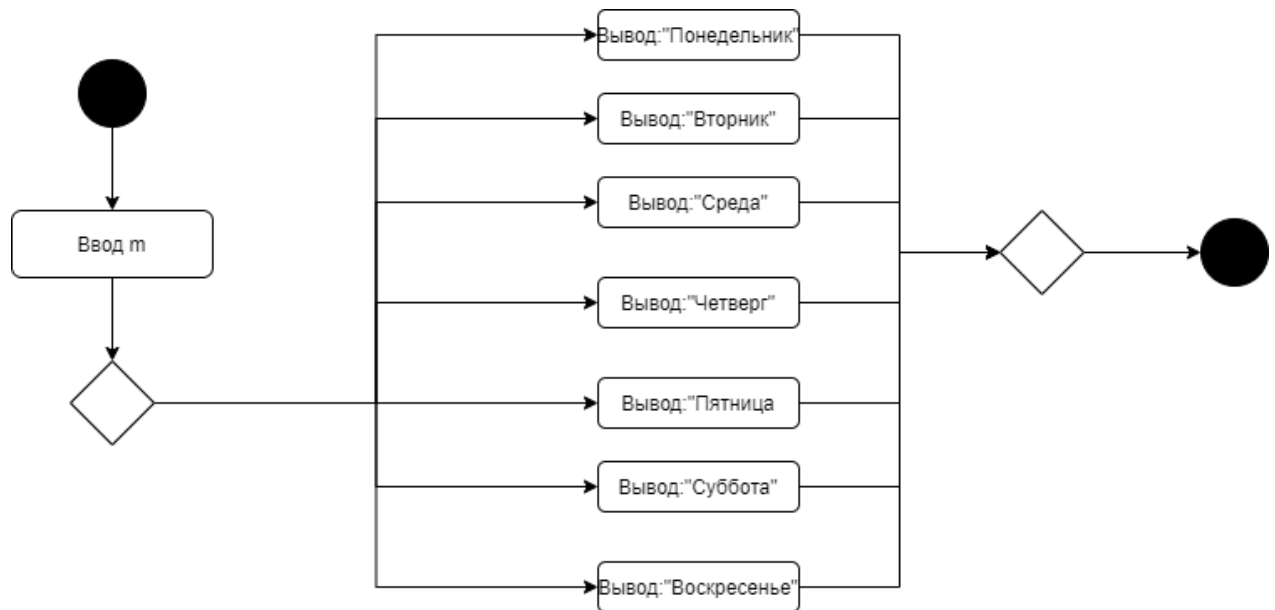 Вывод:"Понедельник"
Вывод:"Вторник"
Вывод:"Среда"
Ввод m
Вывод:"Четверг"
Вывод:"Пятница
Вывод:"Суббота"
Вывод:"Воскресенье"